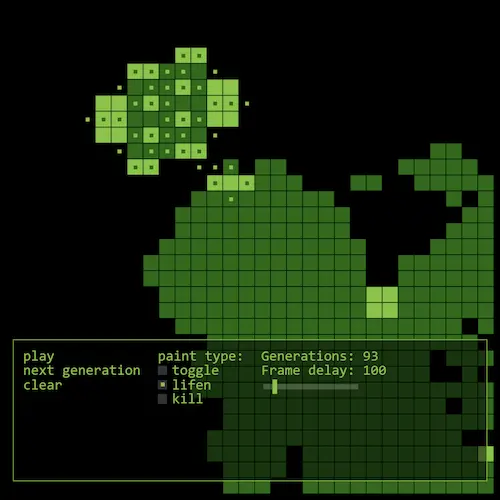 play
next generation
clear
paint type:
toggle
lifen
kill
Generations: 93
Frame delay: 100